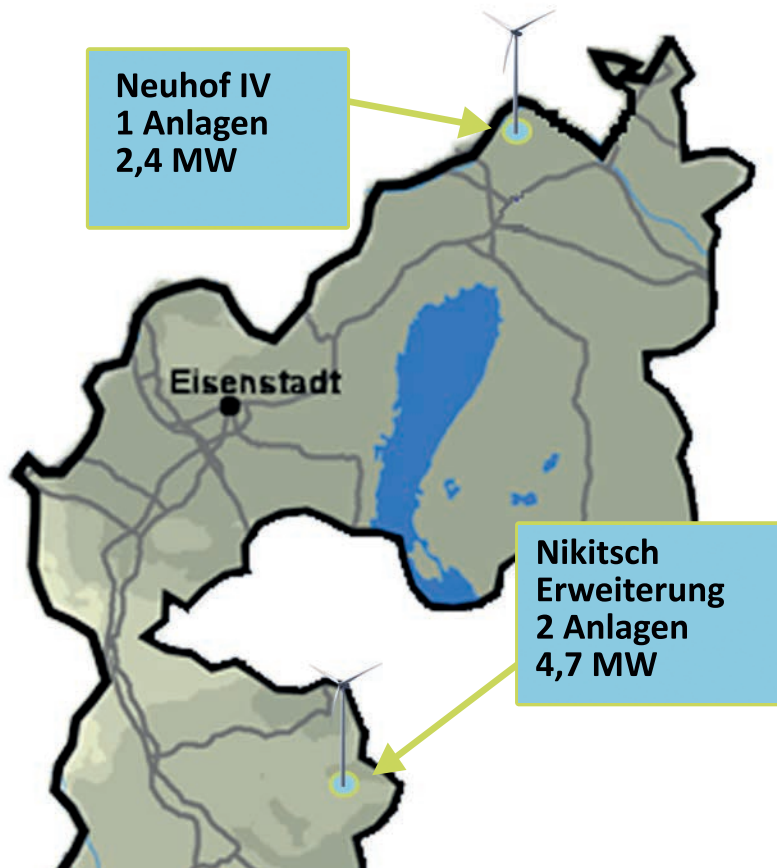 Neuhof IV
1 Anlagen
2,4 MW
Eisenstadt
Nikitsch
Erweiterung
2 Anlagen
4,7 MW